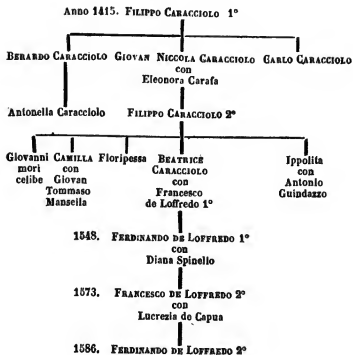 Anno 1415. Filippo Caracciolo 1°
Berardo Caracciolo Giovan Niccola Caracciolo Carlo Caracciolo
con
Eleonora Carafa
Antonella Caracciolo Filippo Caracciolo 2°
Giovanni Camilla Floripessa Beatrice Ippolita
morì con Caracciolo con
celibe Giovan con Antonio
Tommaso Francesco Guindazzo
Mansella de Loffredo 1°
1548. Ferdinando de Loffredo 1°
con
Diana Spinello
1573. Francesco de Loffredo 2°
con
Lucrezia de Capua
1586. Ferdinando de Loffredo 2°